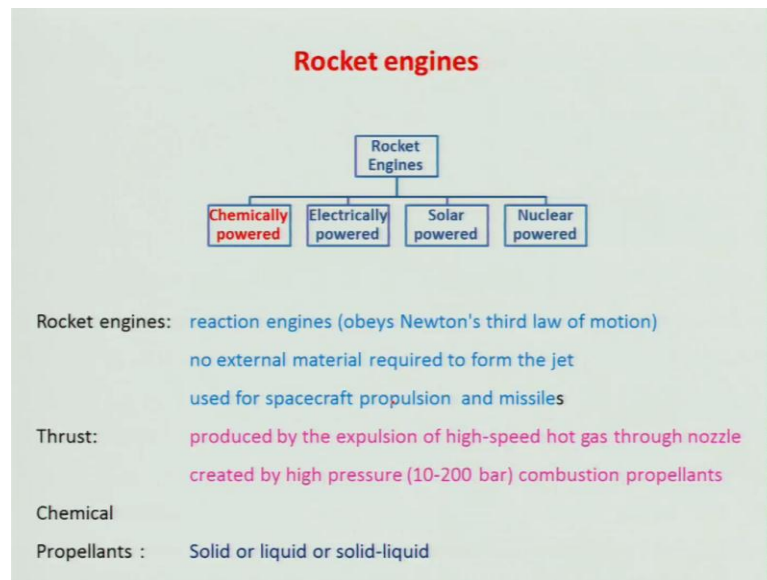 Rocket engines
Rocket
Engines
Chemically powered
Electrically powered
Solar powered
Nuclear powered
Rocket engines: reaction engines (obeys Newton's third law of motion)
no external material required to form the jet
used for spacecraft propulsion and missiles
Thrust: produced by the expulsion of high-speed hot gas through nozzle
created by high pressure (10-200 bar) combustion propellants
Chemical
Propellants : Solid or liquid or solid-liquid